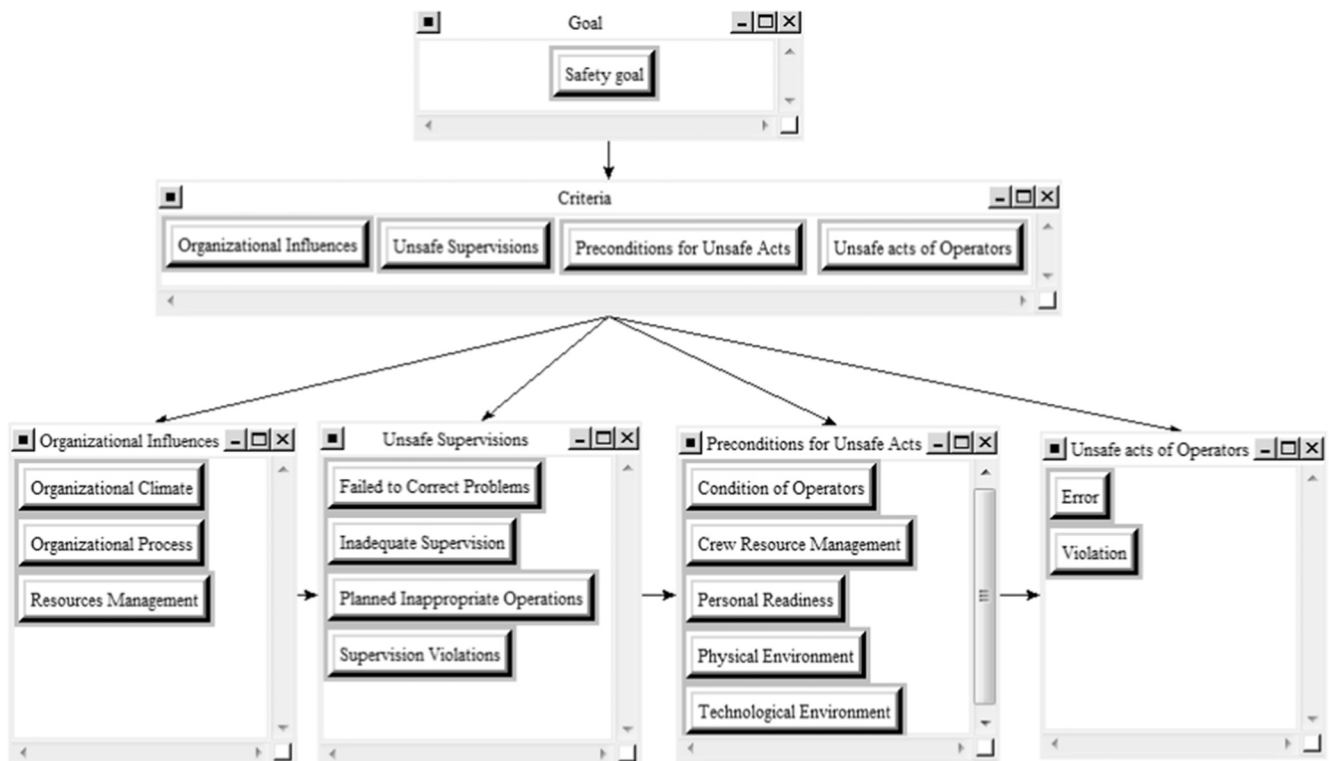 Goal
Safety goal
Criteria
Organizational Influences
Unsafe Supervisions
Preconditions for Unsafe Acts
Unsafe acts of Operators
Organizational Influences
Organizational Climate
Organizational Process
Resources Management
Unsafe Supervisions
Failed to Correct Problems
Inadequate Supervision
Planned Inappropriate Operations
Supervision Violations
Preconditions for Unsafe Acts
Condition of Operators
Crew Resource Management
Personal Readiness
Physical Environment
Technological Environment
Unsafe acts of Operators
Error
Violation